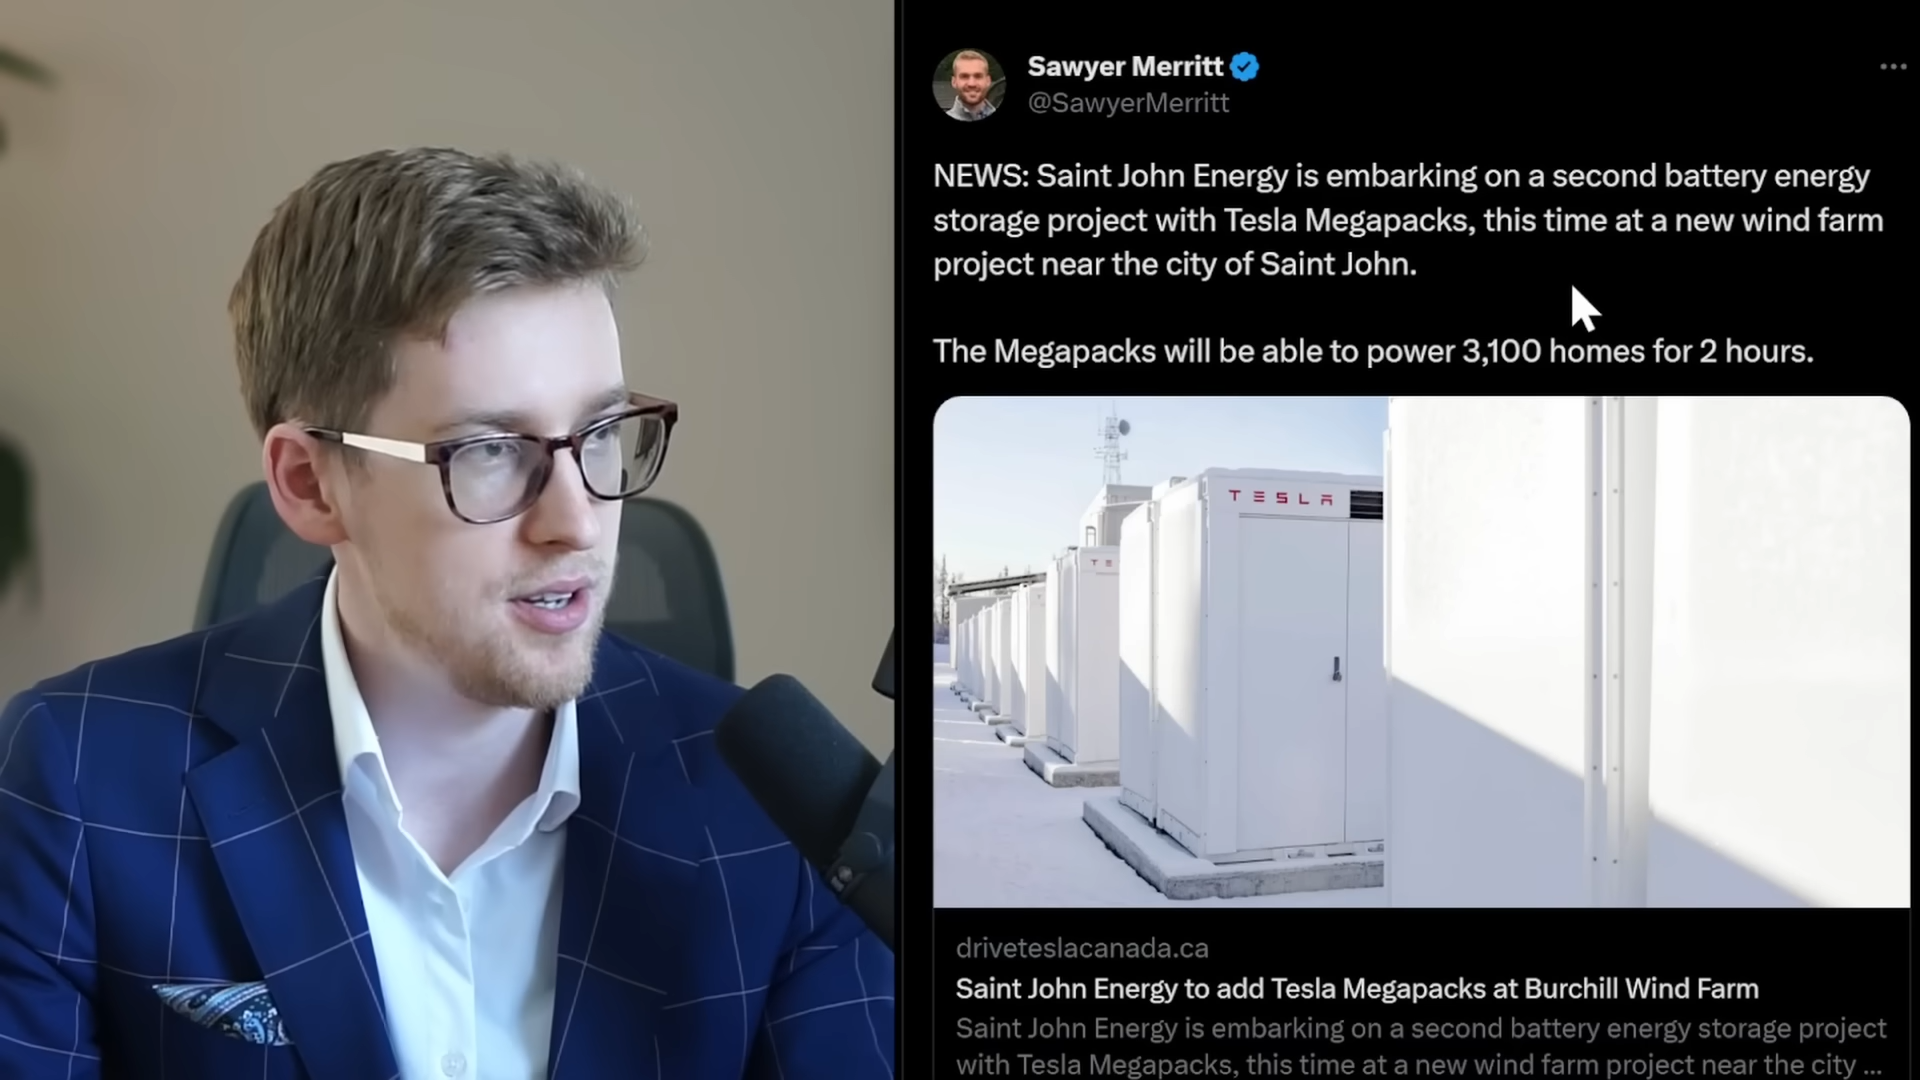 Sawyer Merritt
@SawyerMerritt
NEWS: Saint John Energy is embarking on a second battery energy
storage project with Tesla Megapacks, this time at a new wind farm
project near the city of Saint John.
The Megapacks will be able to power 3,100 homes for 2 hours.
TESLA
TE
driveteslacanada.ca
Saint John Energy to add Tesla Megapacks at Burchill Wind Farm
Saint John Energy is embarking on a second battery energy storage project
with Tesla Megapacks, this time at a new wind farm project near the city ...